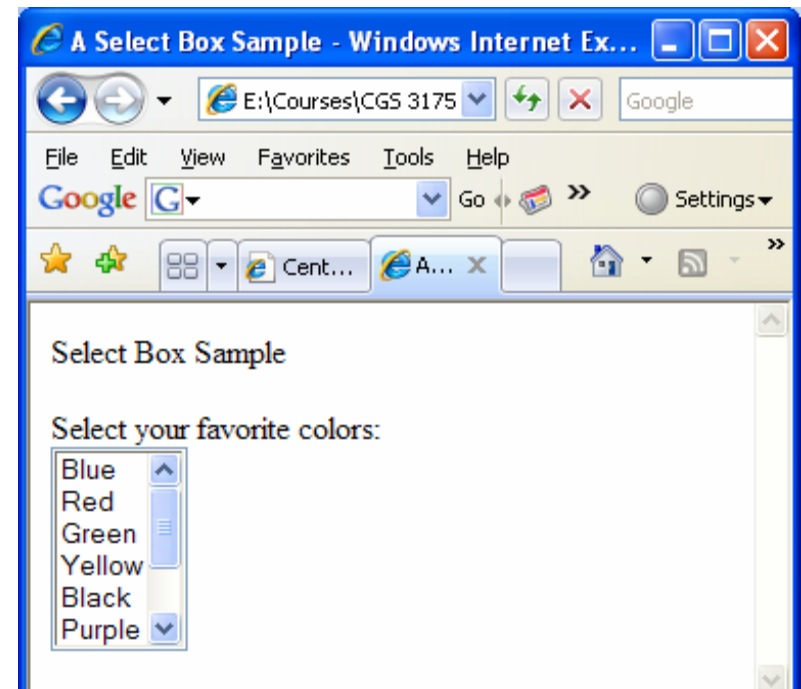 A Select Box Sample - Windows Internet Ex...
E:\Courses\CGS 3175 Google
File Edit View Favorites Tools Help
Google G Go » Settings
Cent... A... »
Select Box Sample
Select your favorite colors:
Blue
Red
Green
Yellow
Black
Purple